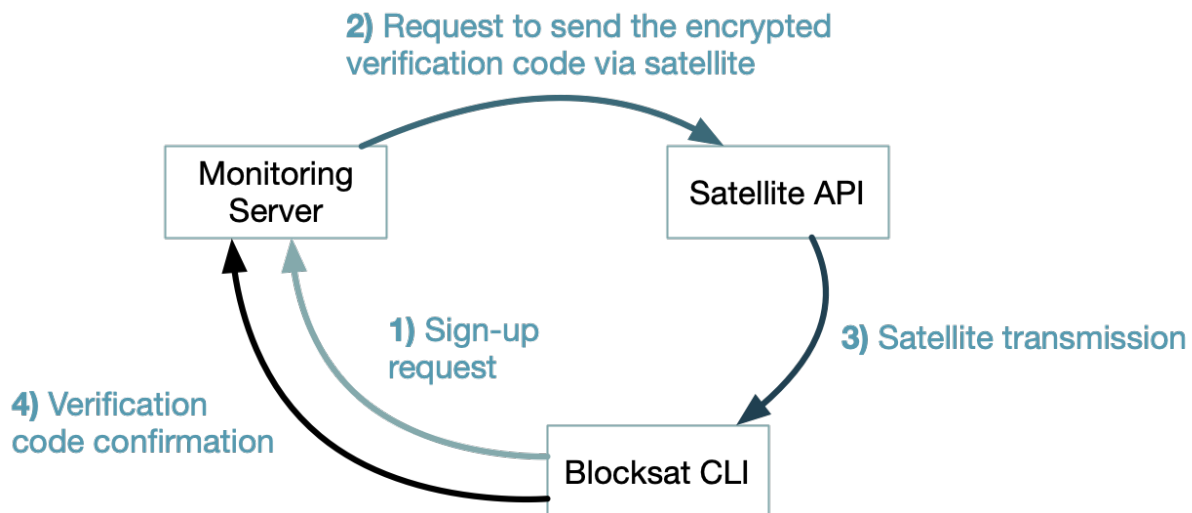 2) Request to send the encrypted
verification code via satellite
Monitoring
Server
Satellite API
1) Sign-up
request
3) Satellite transmission
4) Verification
code confirmation
Blocksat CLI